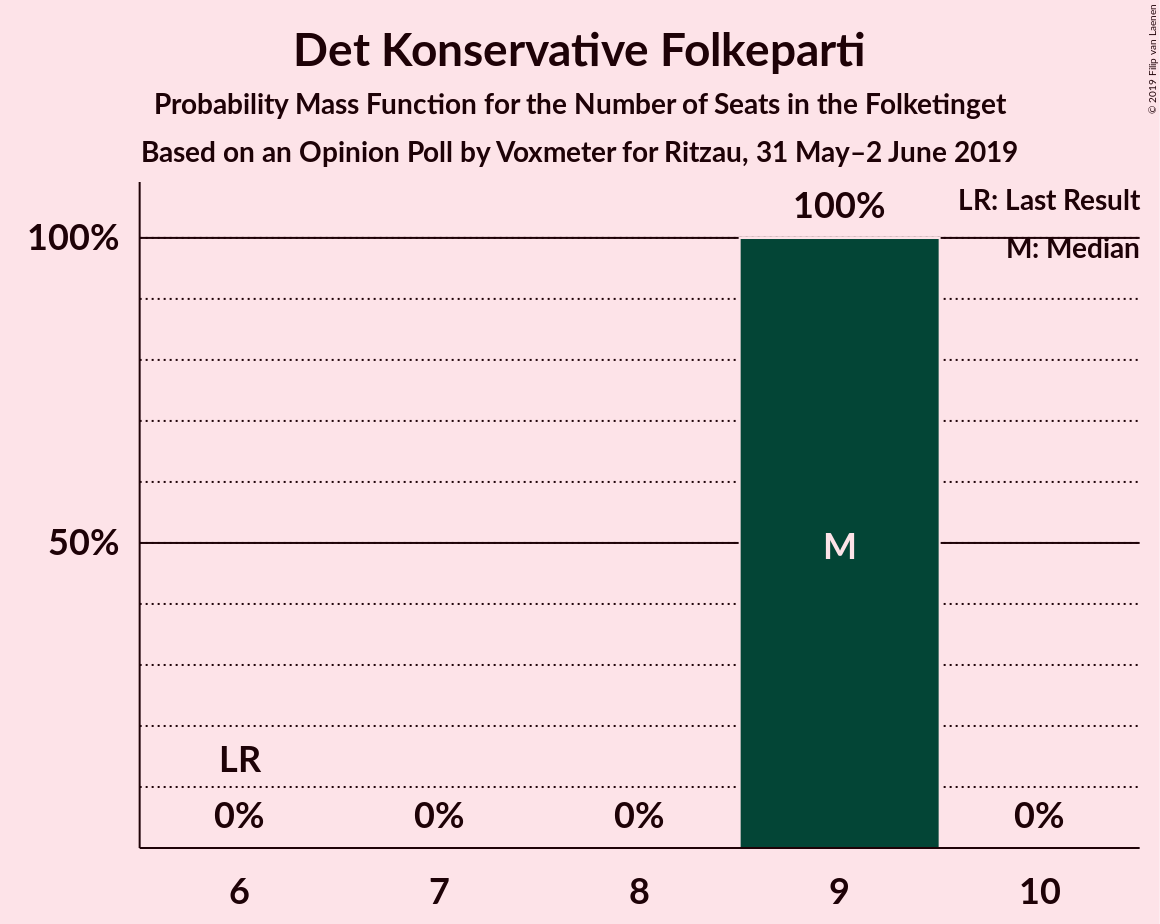 Det Konservative Folkeparti
Probability Mass Function for the Number of Seats in the Folketinget
Based on an Opinion Poll by Voxmeter for Ritzau, 31 May–2 June 2019
© 2019 Filip van Laenen
LR: Last Result
M: Median
100%
100%
50%
M
LR
0%
0%
0%
0%
6
7
8
9
10